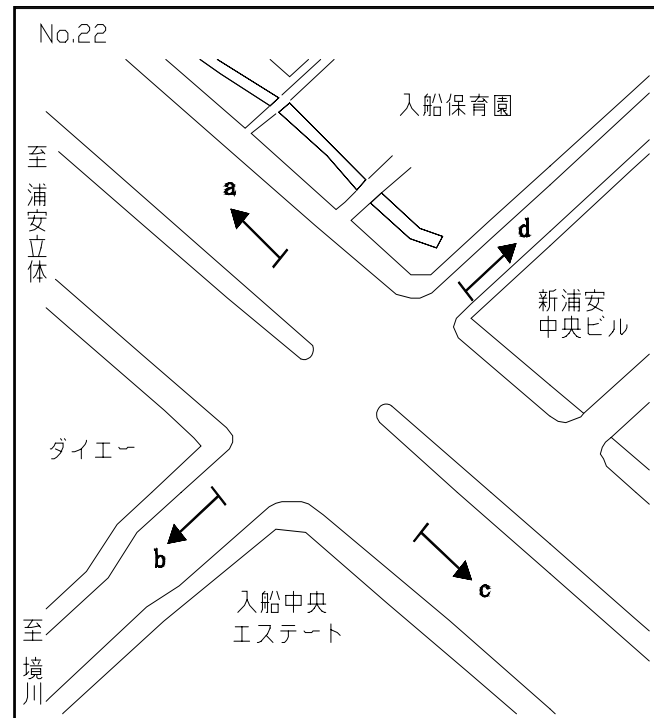 No.22
入船保育園
至 浦安立体
a
d
新浦安
中央ビル
ダイエー
b
c
入船中央
エステート
至 境川